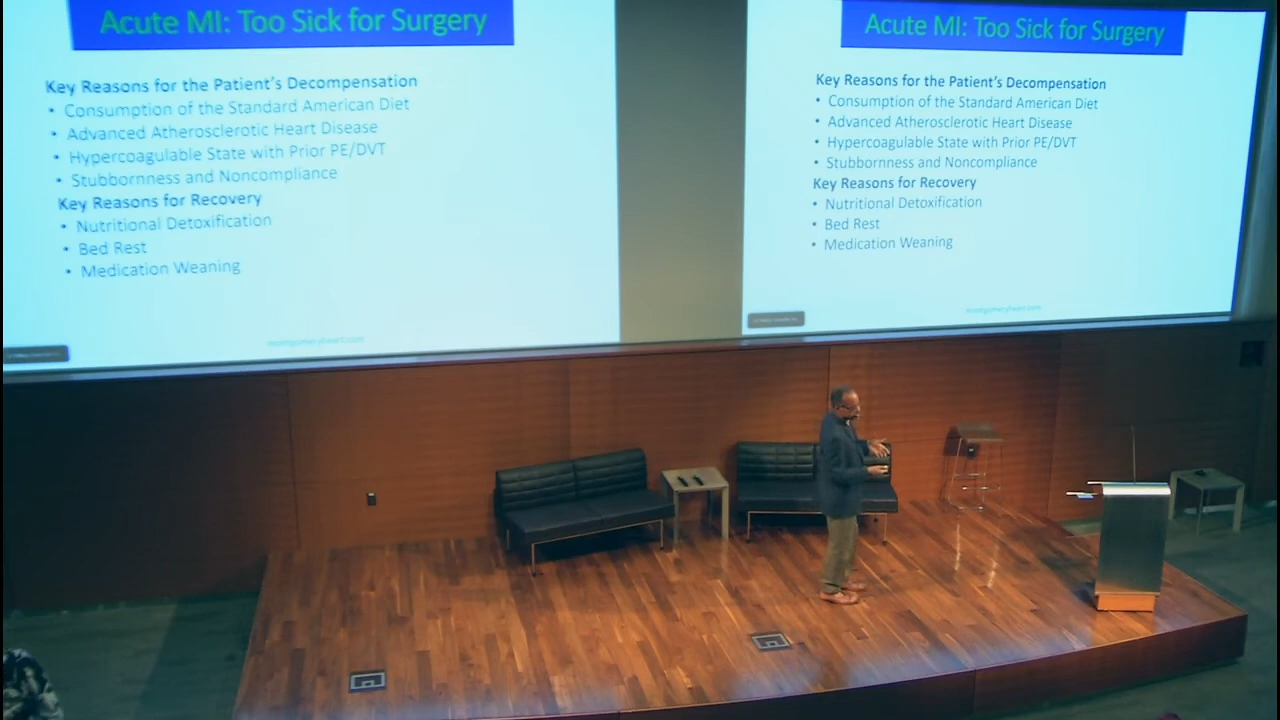 Acute MI: Too Sick for Surgery
Key Reasons for the Patient's Decompensation
• Consumption of the Standard American Diet
• Advanced Atherosclerotic Heart Disease
• Hypercoagulable State with Prior PE/DVT
• Stubbornness and Noncompliance
Key Reasons for Recovery
• Nutritional Detoxification
• Bed Rest
• Medication Weaning
montgomeryheart.com
Acute MI: Too Sick for Surgery
Key Reasons for the Patient's Decompensation
• Consumption of the Standard American Diet
• Advanced Atherosclerotic Heart Disease
• Hypercoagulable State with Prior PE/DVT
• Stubbornness and Noncompliance
Key Reasons for Recovery
• Nutritional Detoxification
• Bed Rest
• Medication Weaning
montgomeryheart.com